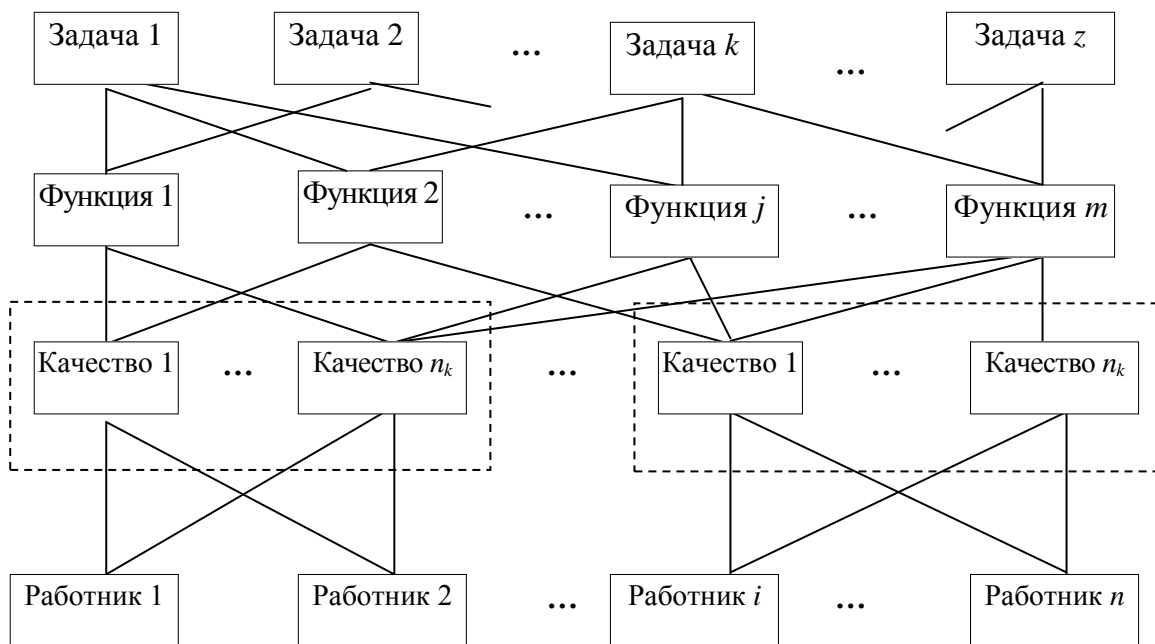 Задача 1 Задача 2 ... Задача k ... Задача z
Функция 1 Функция 2 ... Функция j ... Функция m
Качество 1 ... Качество nₖ ... Качество 1 ... Качество nₖ
Работник 1 Работник 2 ... Работник i ... Работник n